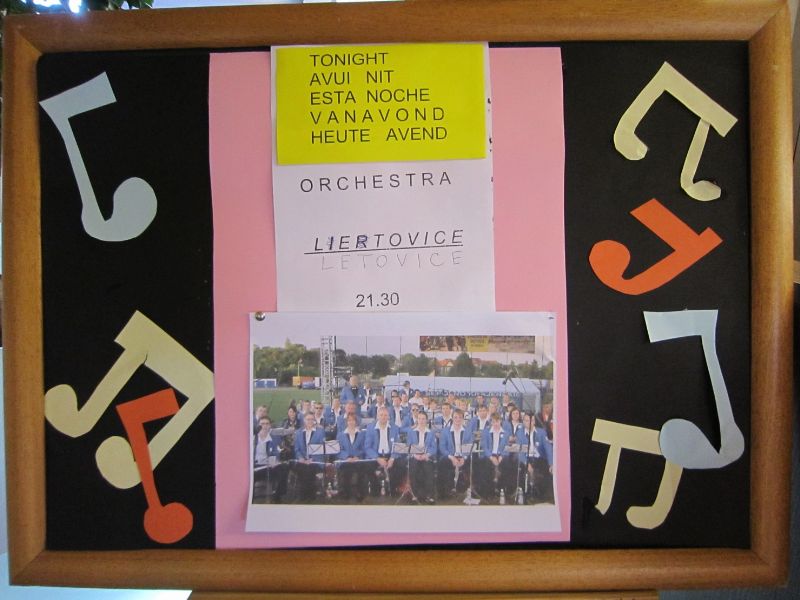 TONIGHT
AVUI NIT
ESTA NOCHE
VANAVOND
HEUTE AVEND
ORCHESTRA
LIERTOVICE
LETOVICE
21.30